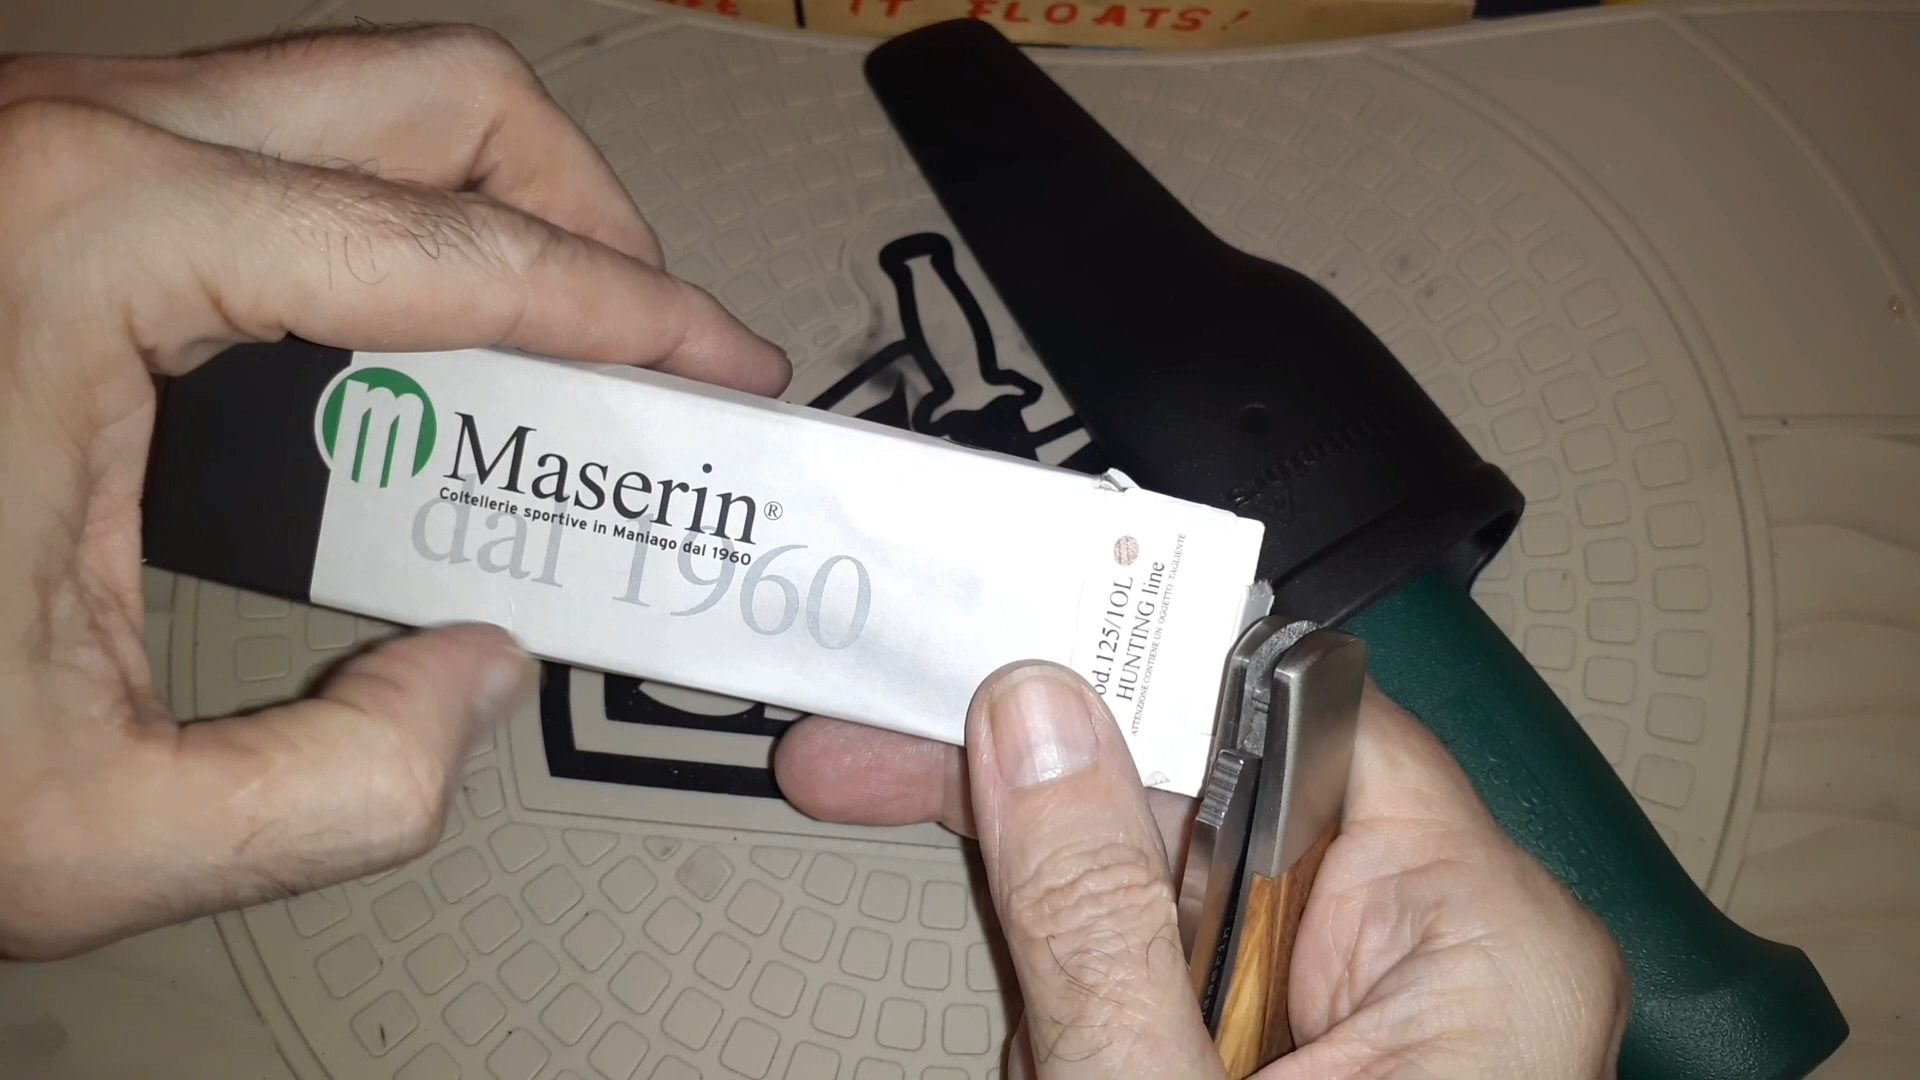 IT FLOATS!
m
Maserin®
Coltellerie sportive in Maniago dal 1960
dal 1960
od.125/1OL
HUNTING line
ATTENZIONE CONTIENE UN OGGETTO TAGLIENTE